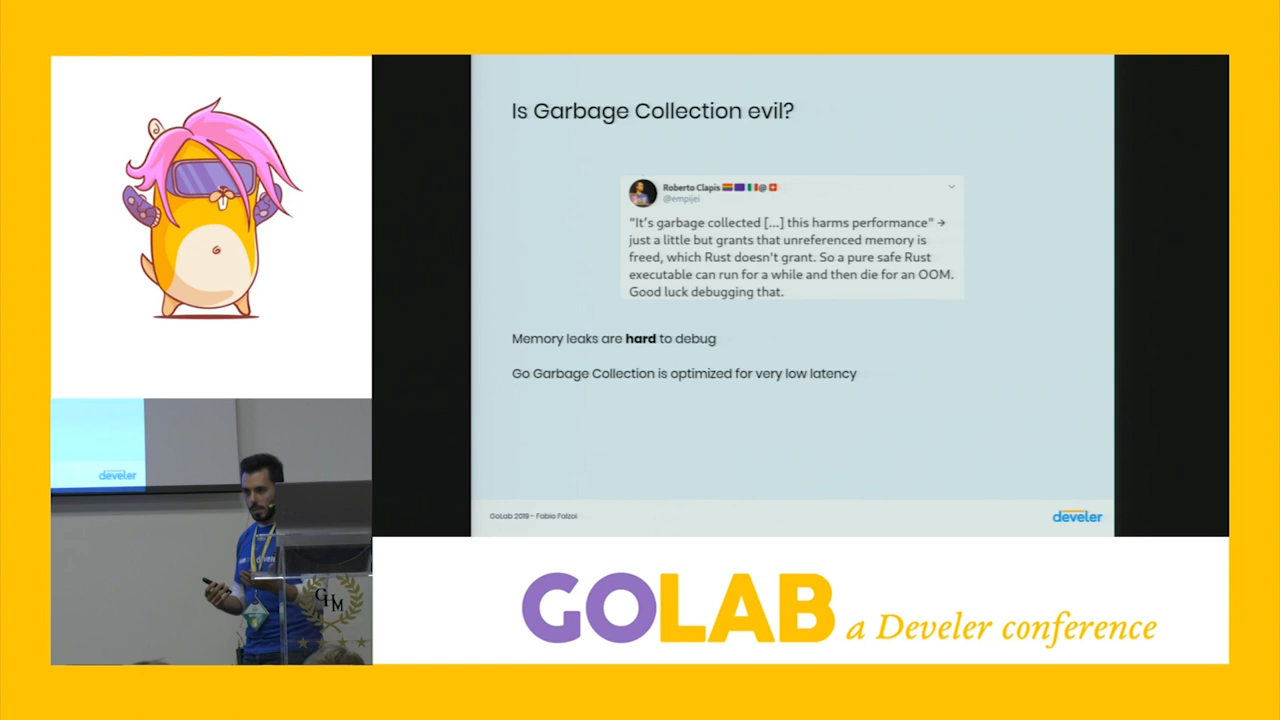 Is Garbage Collection evil?
Roberto Clapis
@empijei
"It's garbage collected [...] this harms performance" →
just a little but grants that unreferenced memory is
freed, which Rust doesn't grant. So a pure safe Rust
executable can run for a while and then die for an OOM.
Good luck debugging that.
Memory leaks are hard to debug
Go Garbage Collection is optimized for very low latency
GoLab 2019 - Fabio Falzoi
develer
develer
GHM
GOLAB a Develer conference